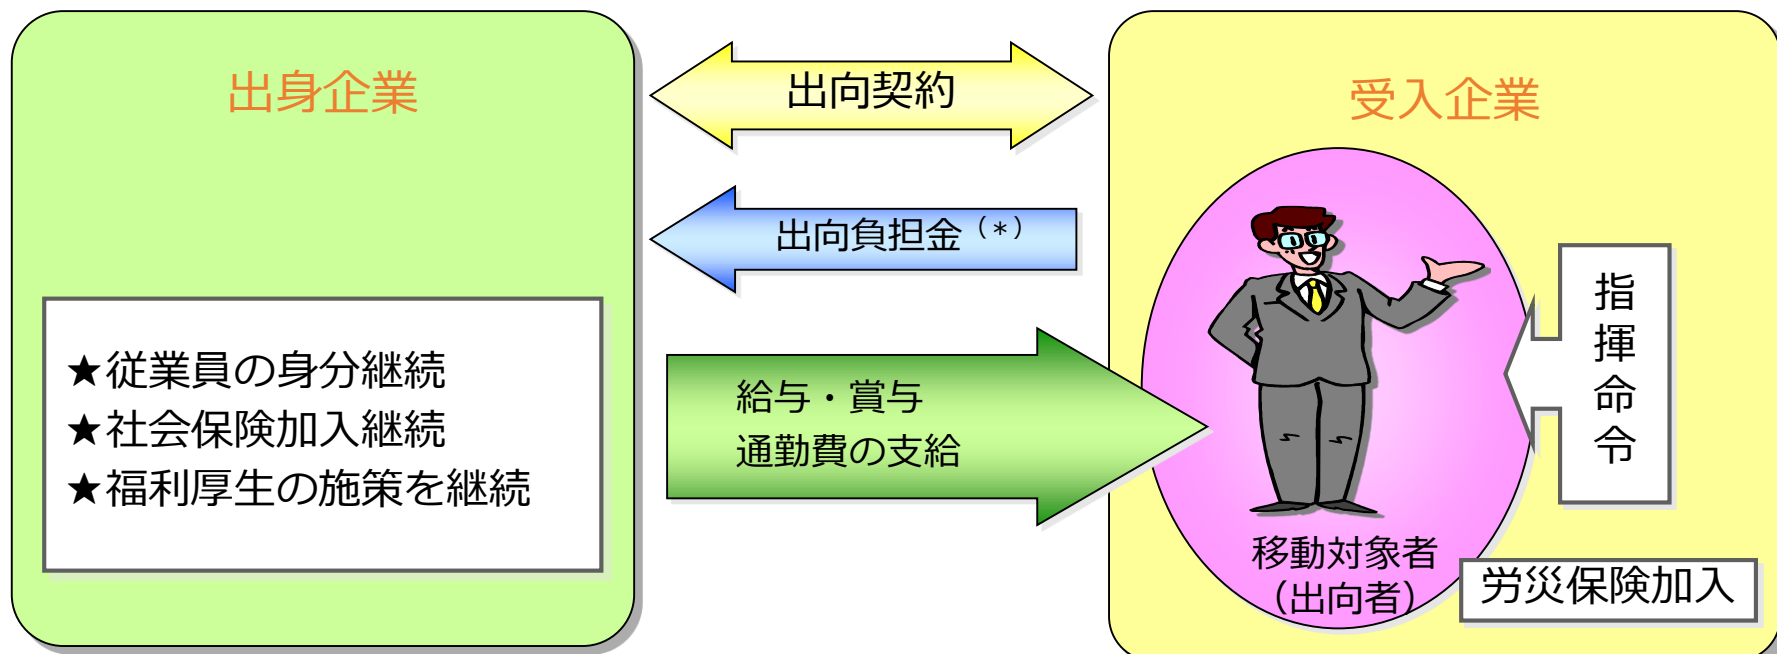 出身企業
★従業員の身分継続
★社会保険加入継続
★福利厚生の施策を継続
出向契約
出向負担金（*）
給与・賞与
通勤費の支給
受入企業
指揮命令
移動対象者
（出向者）
労災保険加入